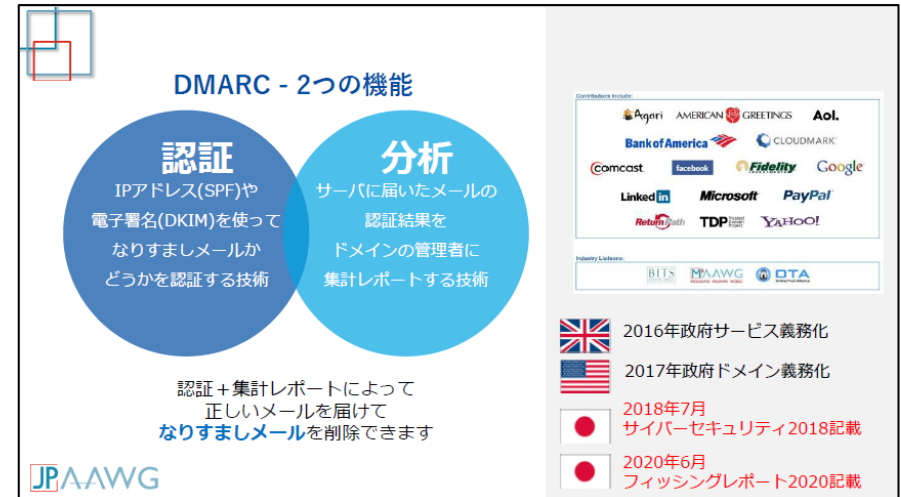 DMARC - 2つの機能
認証
IPアドレス(SPF)や
電子署名(DKIM)を使って
なりすましメールか
どうかを認証する技術
分析
サーバに届いたメールの
認証結果を
ドメインの管理者に
集計レポートする技術
認証+集計レポートによって
正しいメールを届けて
なりすましメールを削除できます
JPAAWG
Contributors Include:
Agari AMERICAN GREETINGS Aol.
Bank of America CLOUDMARK
Comcast facebook Fidelity Google
Linked in Microsoft PayPal
Return Path TDP Trusted Domain Project YAHOO!
Industry Liaisons:
BITS MAAWG OTA
2016年政府サービス義務化
2017年政府ドメイン義務化
2018年7月
サイバーセキュリティ2018記載
2020年6月
フィッシングレポート2020記載